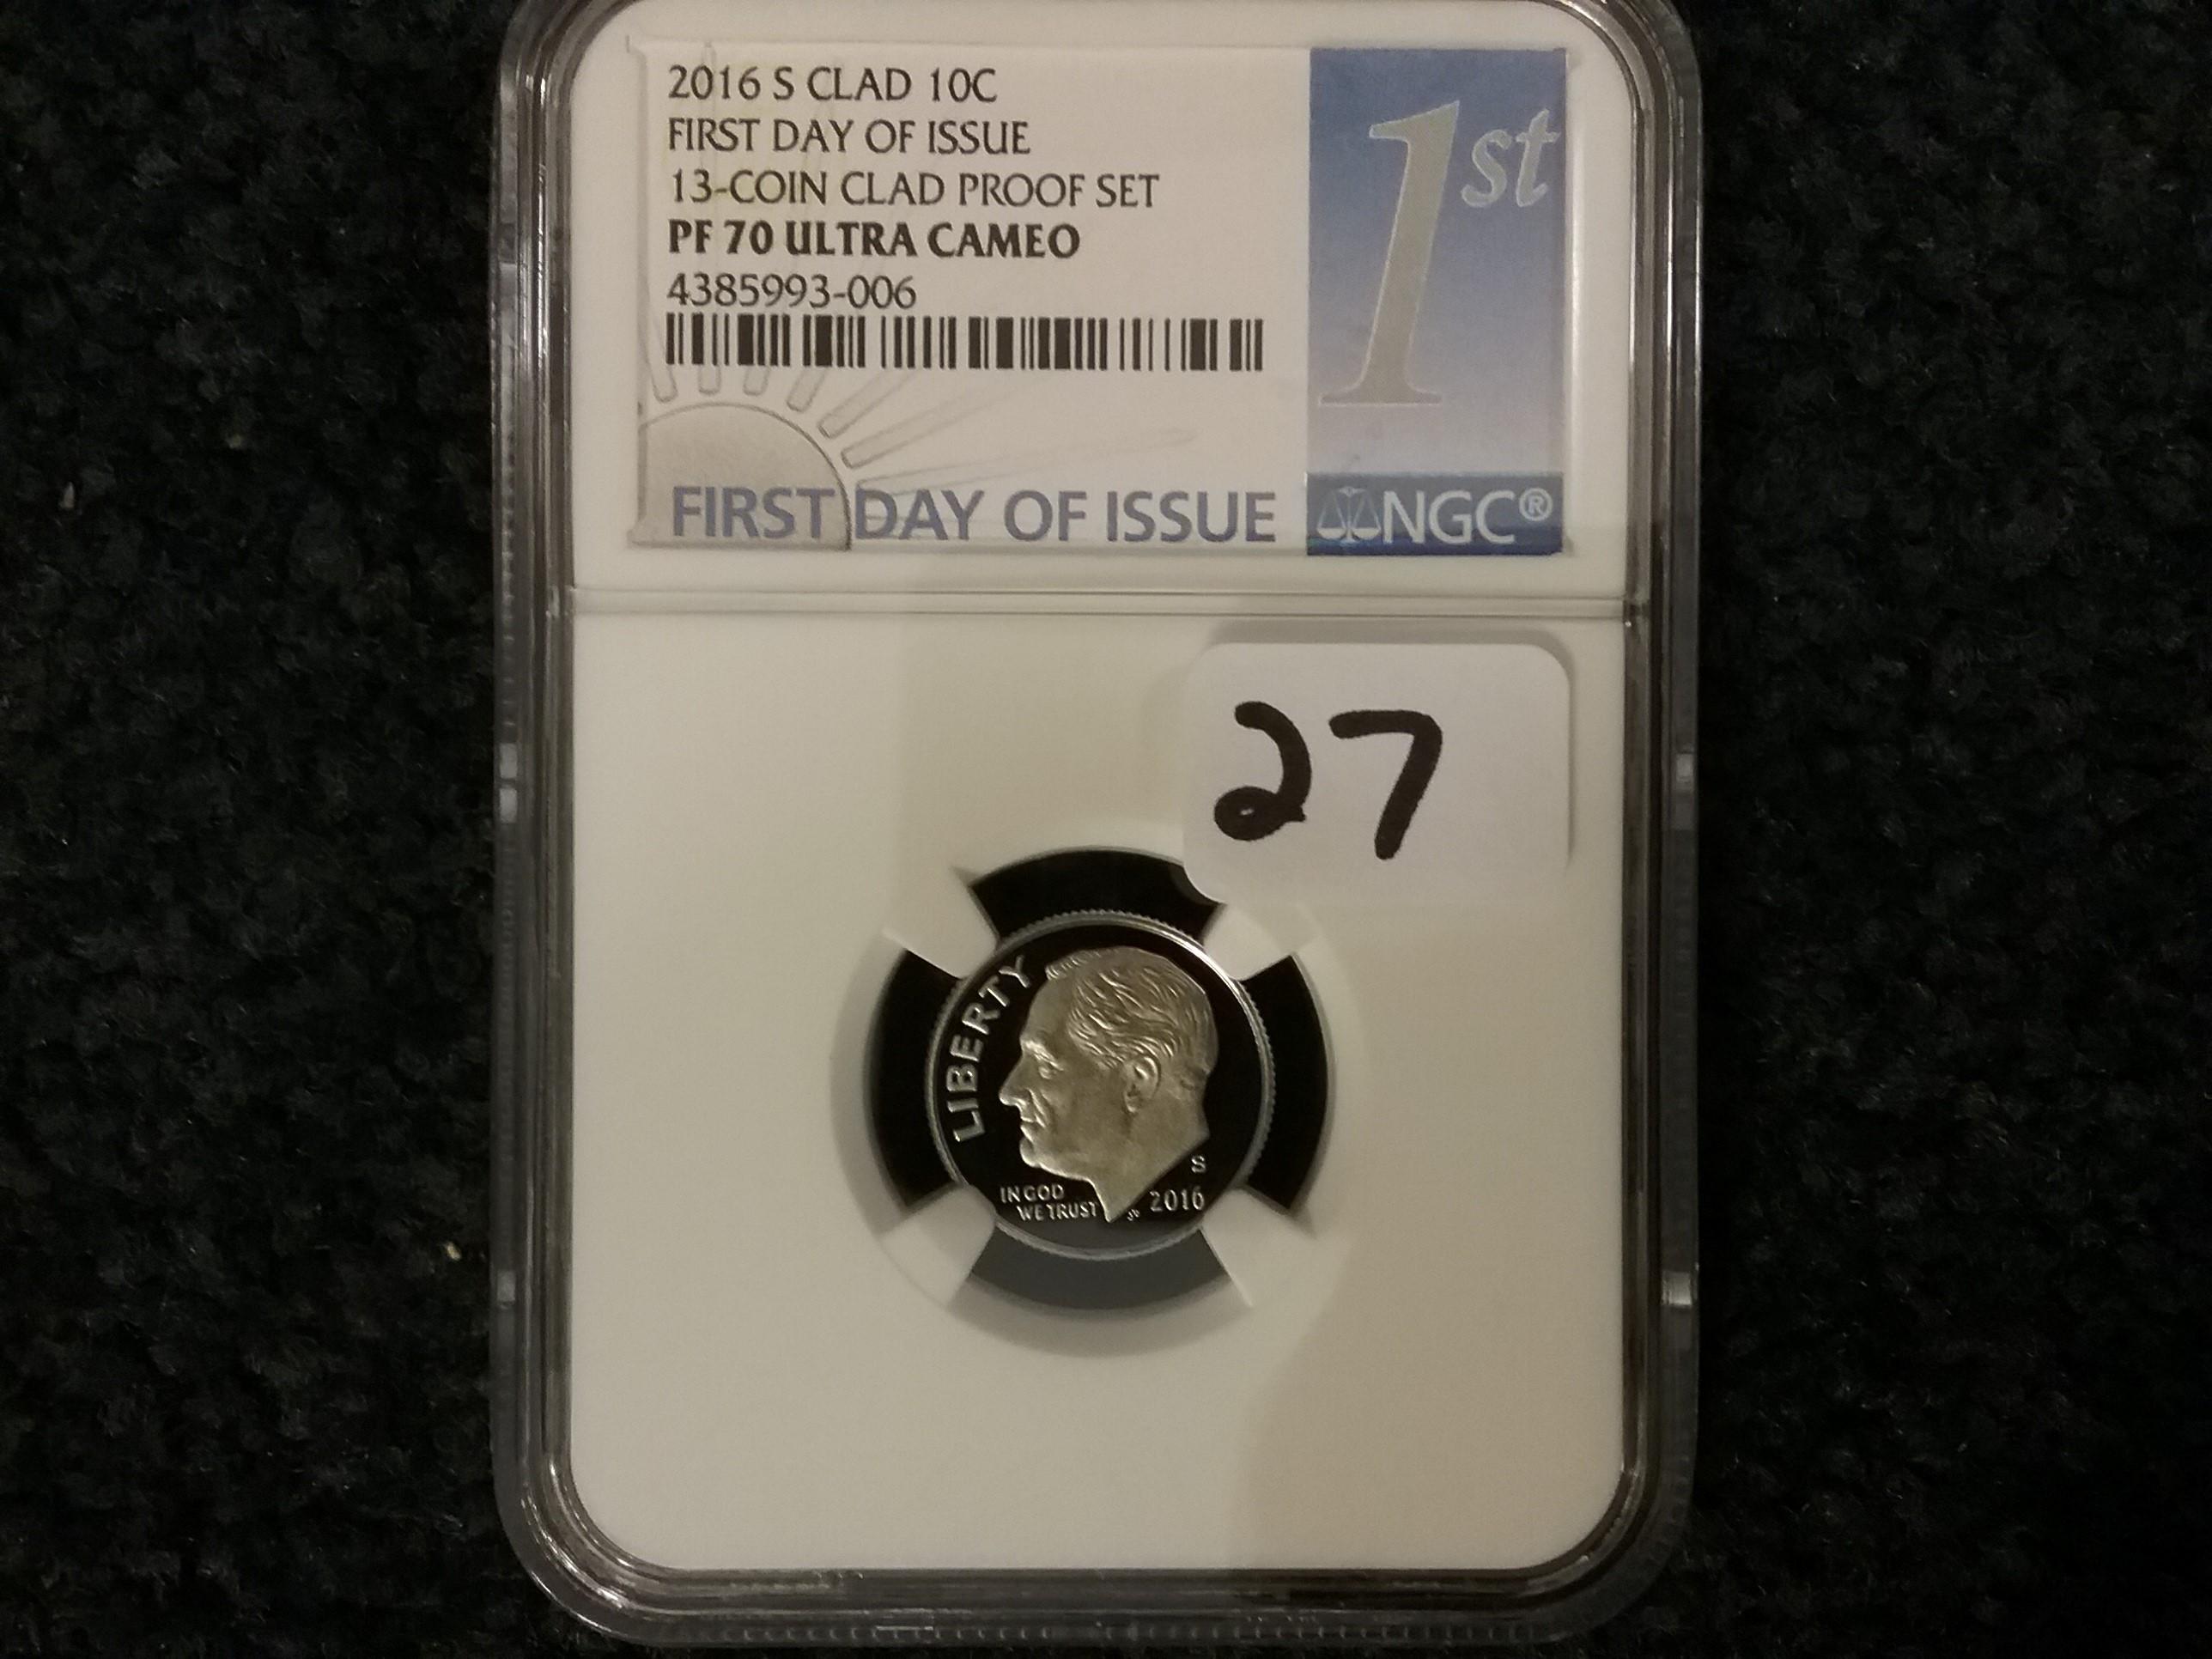 2016 S CLAD 10C
FIRST DAY OF ISSUE
13-COIN CLAD PROOF SET
PF 70 ULTRA CAMEO
4385993-006
1st
FIRST DAY OF ISSUE
NGC®
27
LIBERTY
S
IN GOD
WE TRUST
JS
2016